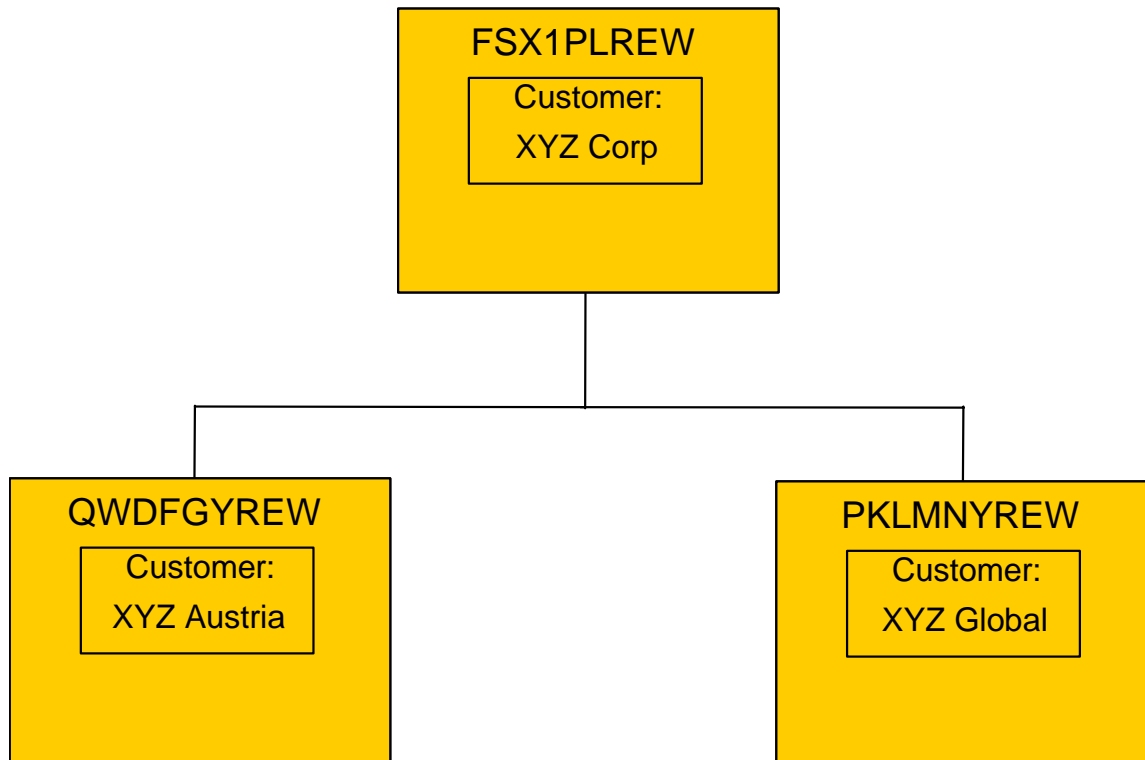 FSX1PLREW
Customer:
XYZ Corp
QWDFGYREW
Customer:
XYZ Austria
PKLMNYREW
Customer:
XYZ Global